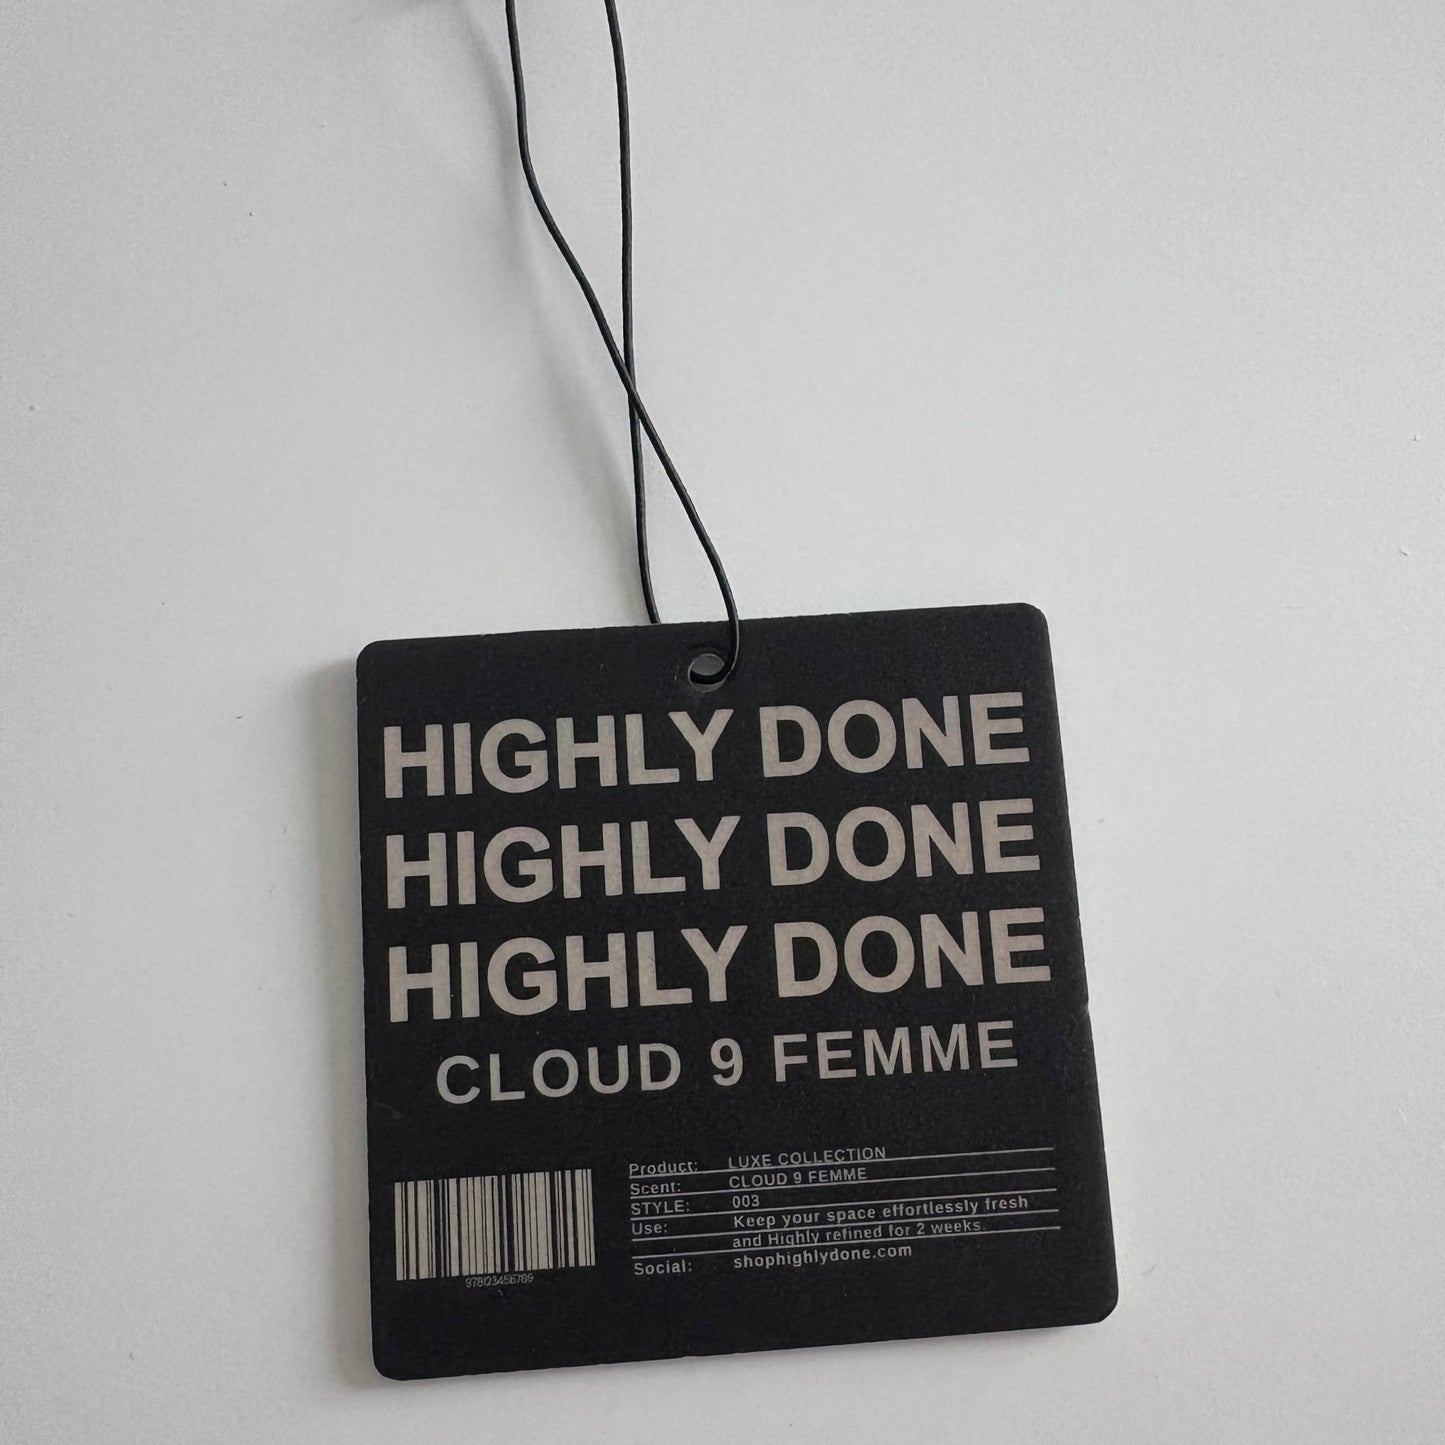 HIGHLY DONE
HIGHLY DONE
HIGHLY DONE
CLOUD 9 FEMME
Product: LUXE COLLECTION
Scent: CLOUD 9 FEMME
STYLE: 003
Use: Keep your space effortlessly fresh
and Highly refined for 2 weeks.
Social: shophighlydone.com